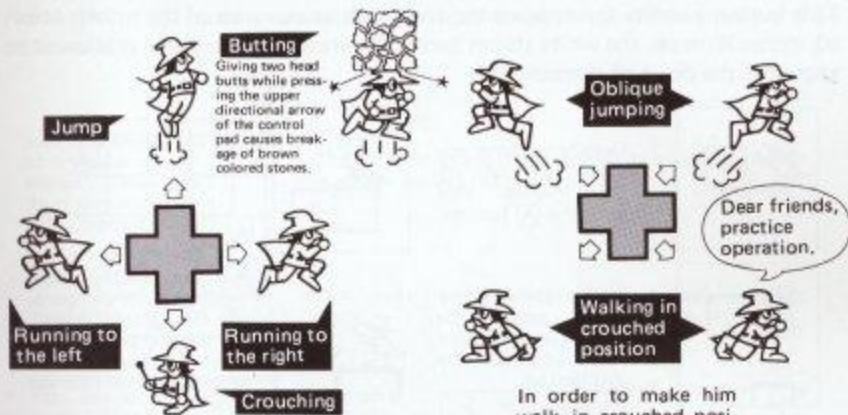 Butting
Giving two head
butts while press-
ing the upper
directional arrow
of the control
pad causes break-
age of brown
colored stones.
Jump
Oblique
jumping
Dear friends,
practice
operation.
Running to
the left
Running to
the right
Crouching
Walking in
crouched
position
In order to make him
walk in crouched posi-